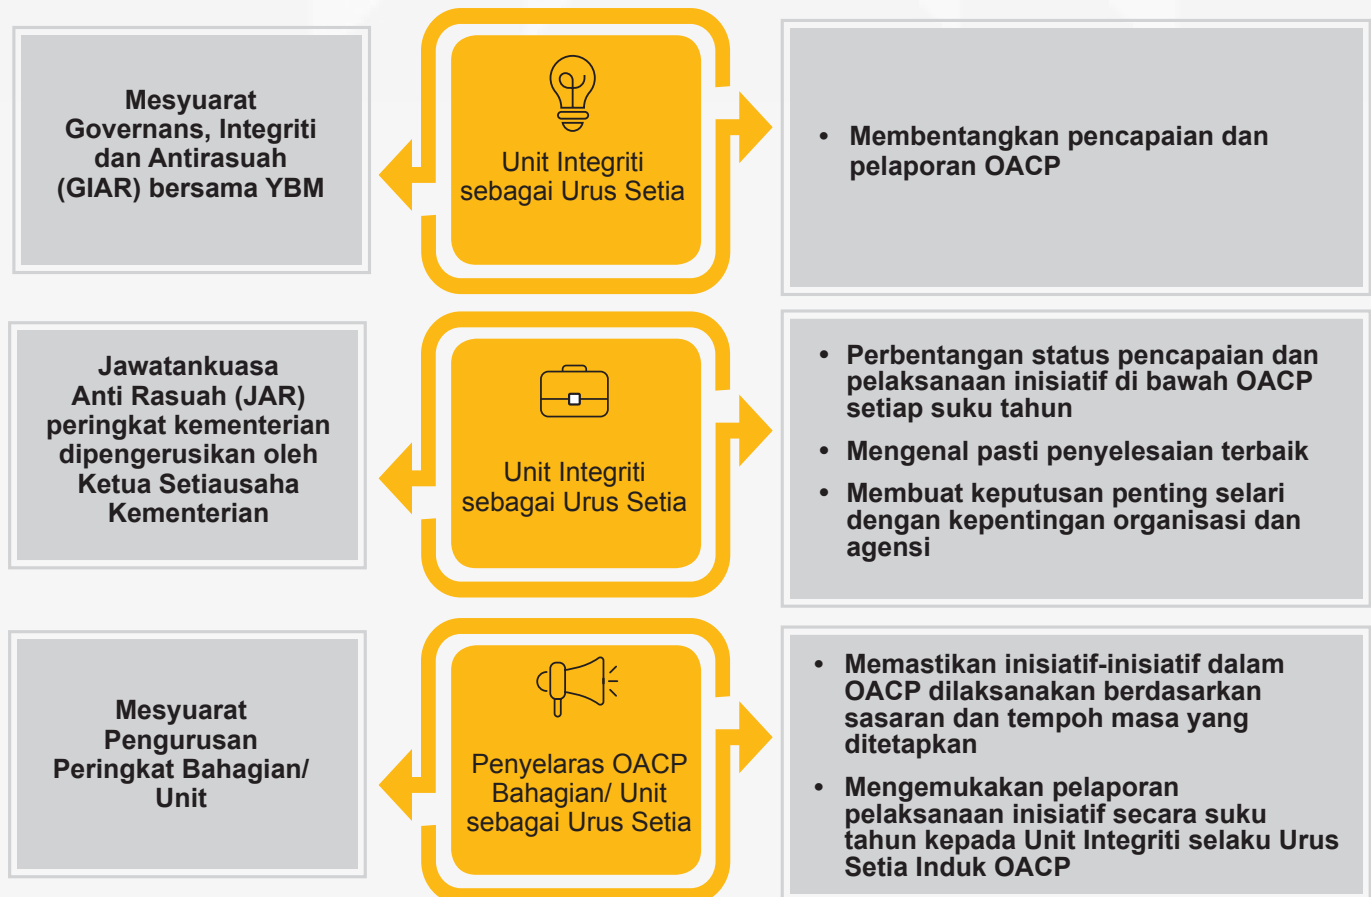 Mesyuarat
Governans, Integriti
dan Antirasuah
(GIAR) bersama YBM
Unit Integriti
sebagai Urus Setia
• Membentangkan pencapaian dan
pelaporan OACP
Jawatankuasa
Anti Rasuah (JAR)
peringkat kementerian
dipengerusikan oleh
Ketua Setiausaha
Kementerian
Unit Integriti
sebagai Urus Setia
• Perbentangan status pencapaian dan
pelaksanaan inisiatif di bawah OACP
setiap suku tahun
• Mengenal pasti penyelesaian terbaik
• Membuat keputusan penting selari
dengan kepentingan organisasi dan
agensi
Mesyuarat
Pengurusan
Peringkat Bahagian/
Unit
Penyelaras OACP
Bahagian/ Unit
sebagai Urus Setia
• Memastikan inisiatif-inisiatif dalam
OACP dilaksanakan berdasarkan
sasaran dan tempoh masa yang
ditetapkan
• Mengemukakan pelaporan
pelaksanaan inisiatif secara suku
tahun kepada Unit Integriti selaku Urus
Setia Induk OACP